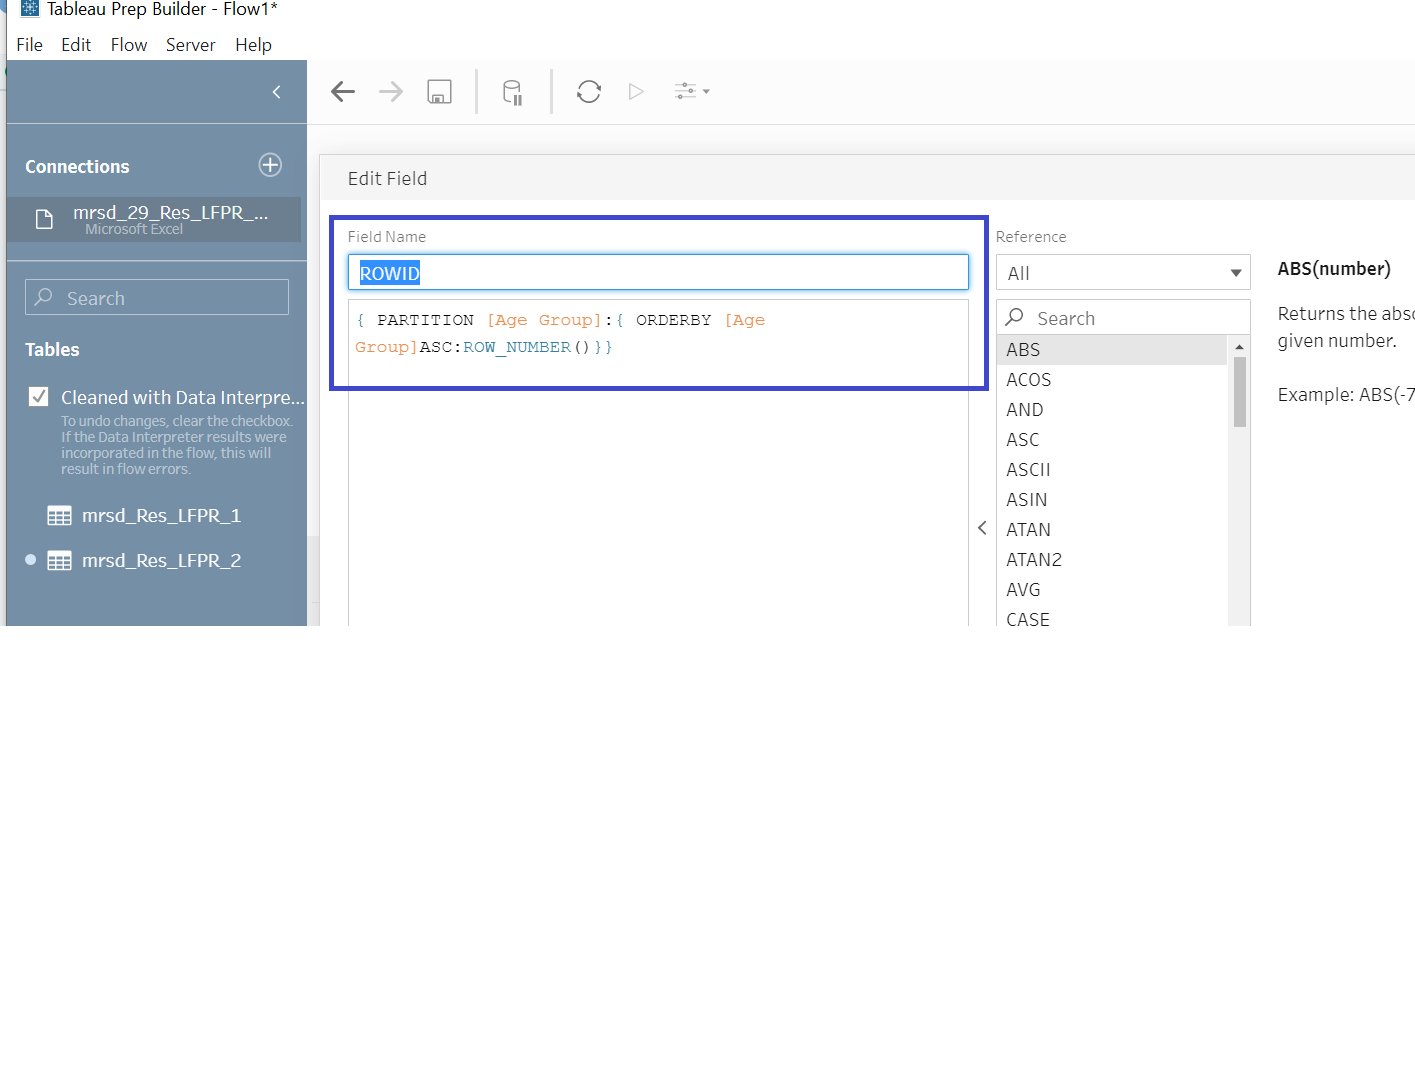 Tableau Prep Builder - Flow1*
File Edit Flow Server Help
Connections
mrsd_29_Res_LFPR_...
Microsoft Excel
Search
Tables
Cleaned with Data Interpre...
To undo changes, clear the checkbox.
If the Data Interpreter results were
incorporated in the flow, this will
result in flow errors.
mrsd_Res_LFPR_1
mrsd_Res_LFPR_2
Edit Field
Field Name
ROWID
{ PARTITION [Age Group]:{ ORDERBY [Age
Group]ASC:ROW_NUMBER()}}
Reference
All
Search
ABS
ACOS
AND
ASC
ASCII
ASIN
ATAN
ATAN2
AVG
CASE
ABS(number)
Returns the abso
given number.
Example: ABS(-7